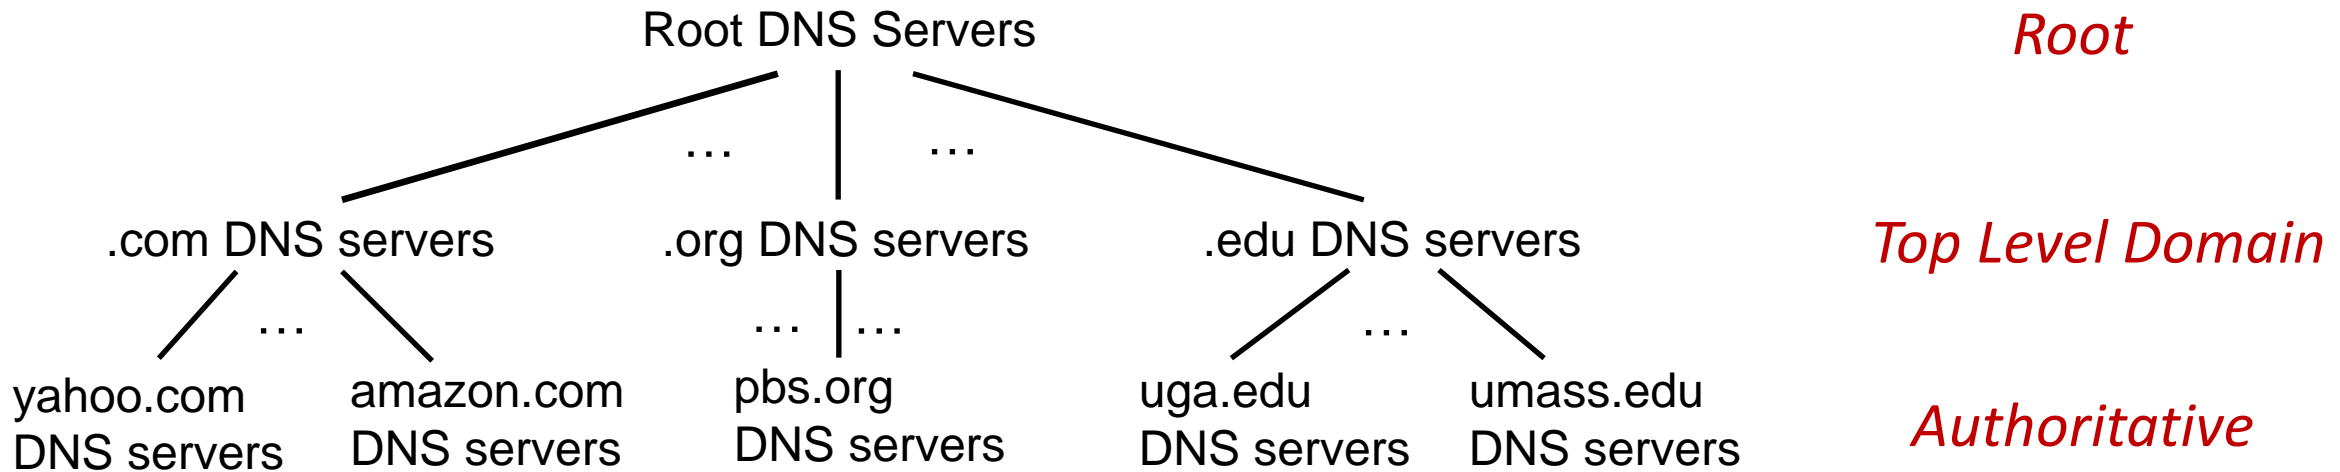 Root DNS Servers
Root
…
…
.com DNS servers
.org DNS servers
.edu DNS servers
Top Level Domain
…
…
…
…
yahoo.com
DNS servers
amazon.com
DNS servers
pbs.org
DNS servers
uga.edu
DNS servers
umass.edu
DNS servers
Authoritative